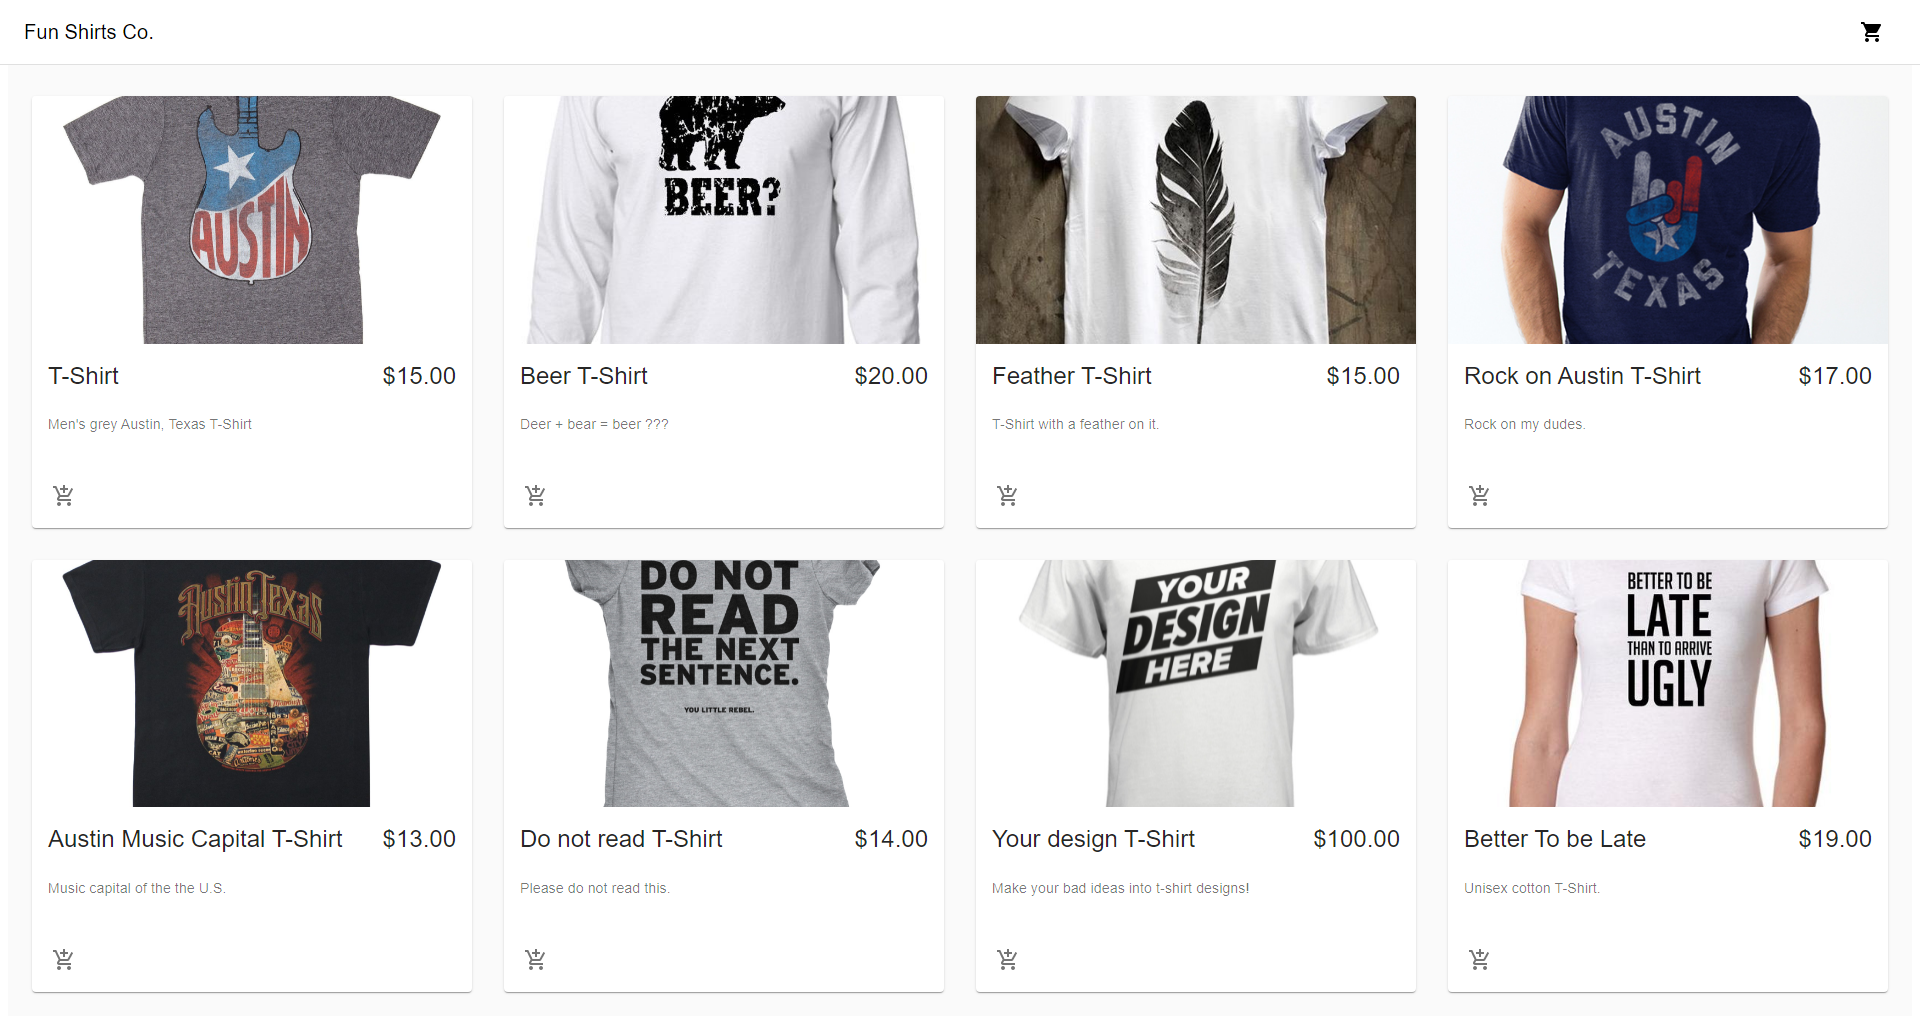 Fun Shirts Co.
AUSTIN
BEER?
AUSTIN
TEXAS
T-Shirt $15.00
Men's grey Austin, Texas T-Shirt
Beer T-Shirt $20.00
Deer + bear = beer ???
Feather T-Shirt $15.00
T-Shirt with a feather on it.
Rock on Austin T-Shirt $17.00
Rock on my dudes.
Austin Texas
DO NOT
READ
THE NEXT
SENTENCE.
YOU LITTLE REBEL.
YOUR
DESIGN
HERE
BETTER TO BE
LATE
THAN TO ARRIVE
UGLY
Austin Music Capital T-Shirt $13.00
Music capital of the the U.S.
Do not read T-Shirt $14.00
Please do not read this.
Your design T-Shirt $100.00
Make your bad ideas into t-shirt designs!
Better To be Late $19.00
Unisex cotton T-Shirt.